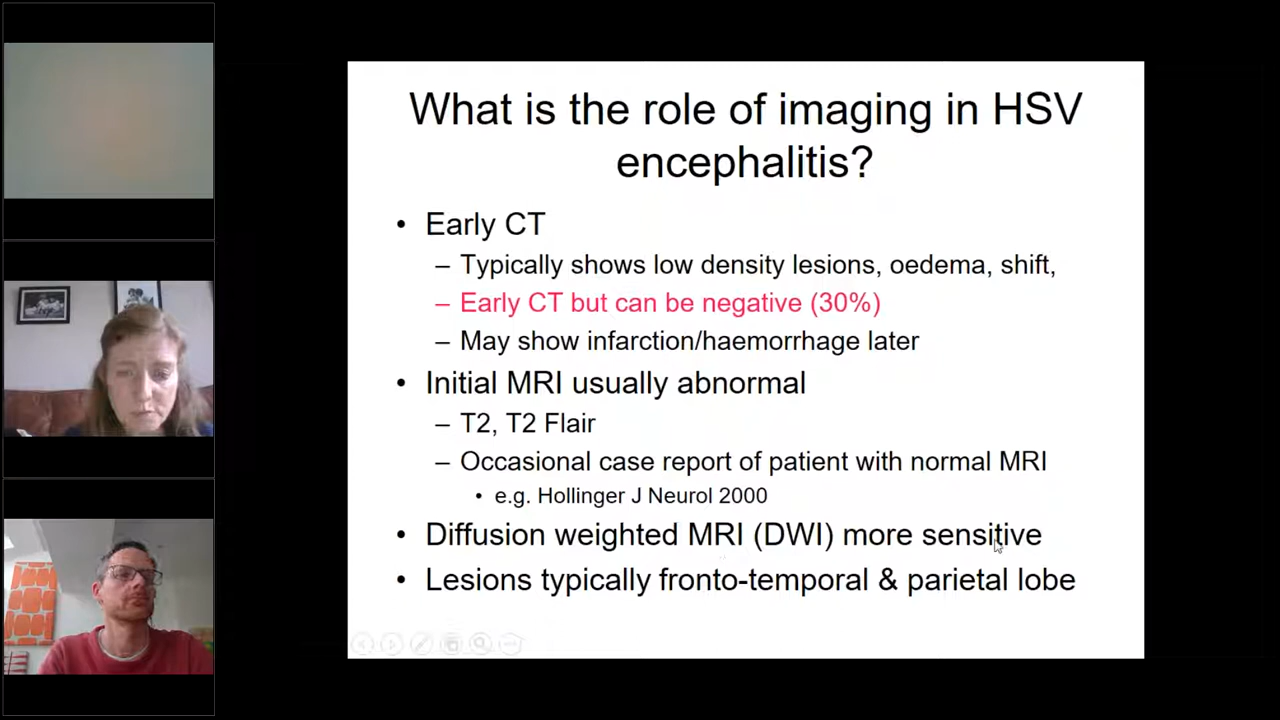 What is the role of imaging in HSV
encephalitis?
• Early CT
– Typically shows low density lesions, oedema, shift,
– Early CT but can be negative (30%)
– May show infarction/haemorrhage later
• Initial MRI usually abnormal
– T2, T2 Flair
– Occasional case report of patient with normal MRI
• e.g. Hollinger J Neurol 2000
• Diffusion weighted MRI (DWI) more sensitive
• Lesions typically fronto-temporal & parietal lobe